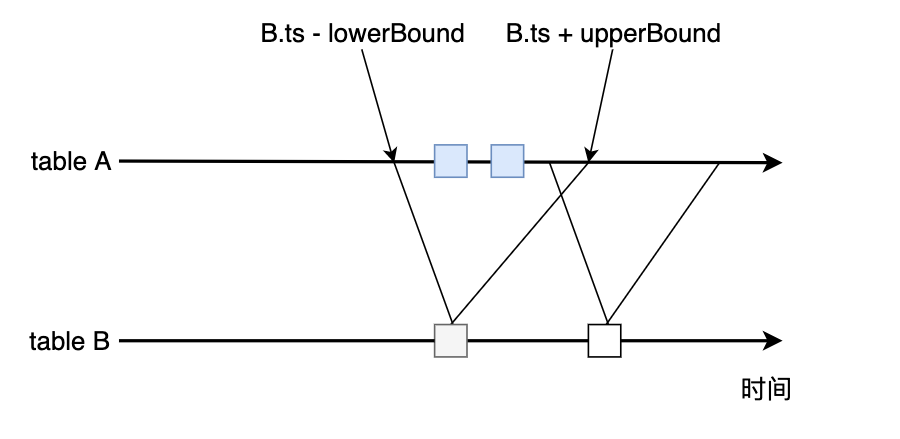 B.ts - lowerBound
B.ts + upperBound
table A
table B
时间